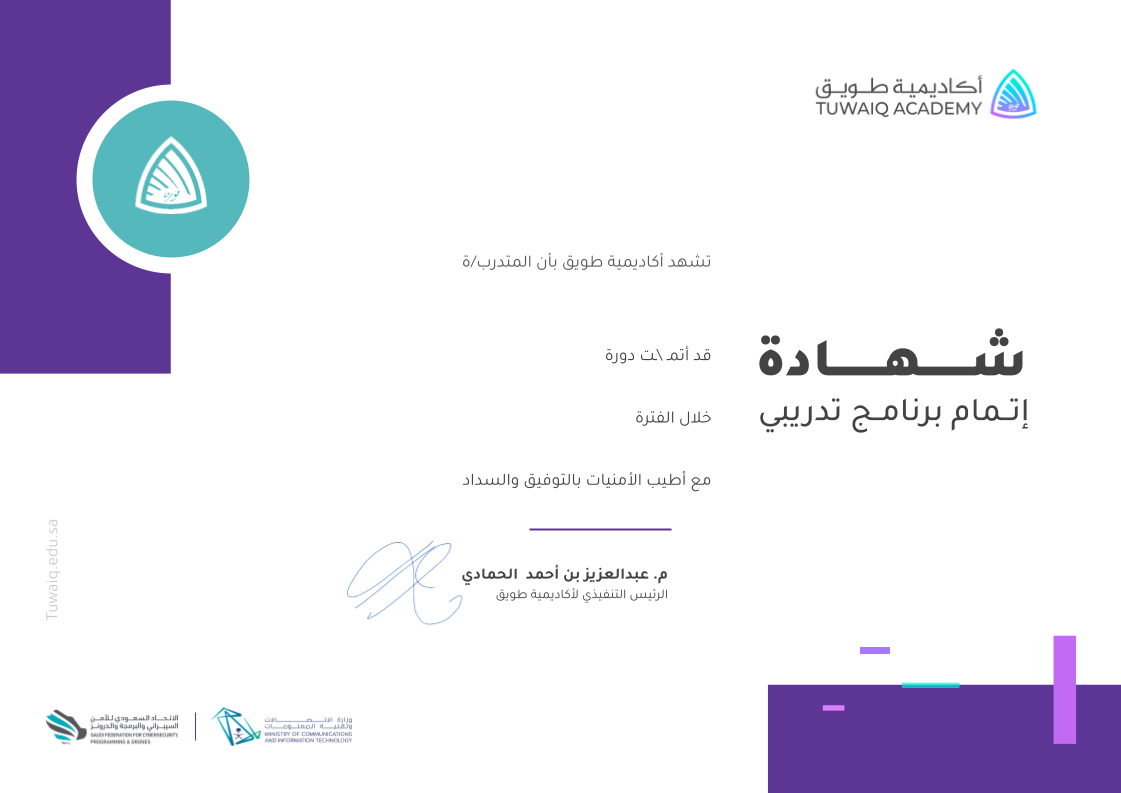 أكاديمية طويق
TUWAIQ ACADEMY
تشهد أكاديمية طويق بأن المتدرب/ة
شهادة
إتمام برنامج تدريبي
قد أتمـ \ـت دورة
خلال الفترة
مع أطيب الأمنيات بالتوفيق والسداد
م. عبدالعزيز بن أحمد الحمادي
الرئيس التنفيذي لأكاديمية طويق
Tuwaiq.edu.sa
وزارة الاتصالات
وتقنية المعلومات
MINISTRY OF COMMUNICATIONS
AND INFORMATION TECHNOLOGY
الاتحاد السعودي للأمن
السيبراني والبرمجة والدرونز
SAUDI FEDERATION FOR CYBERSECURITY,
PROGRAMMING & DRONES